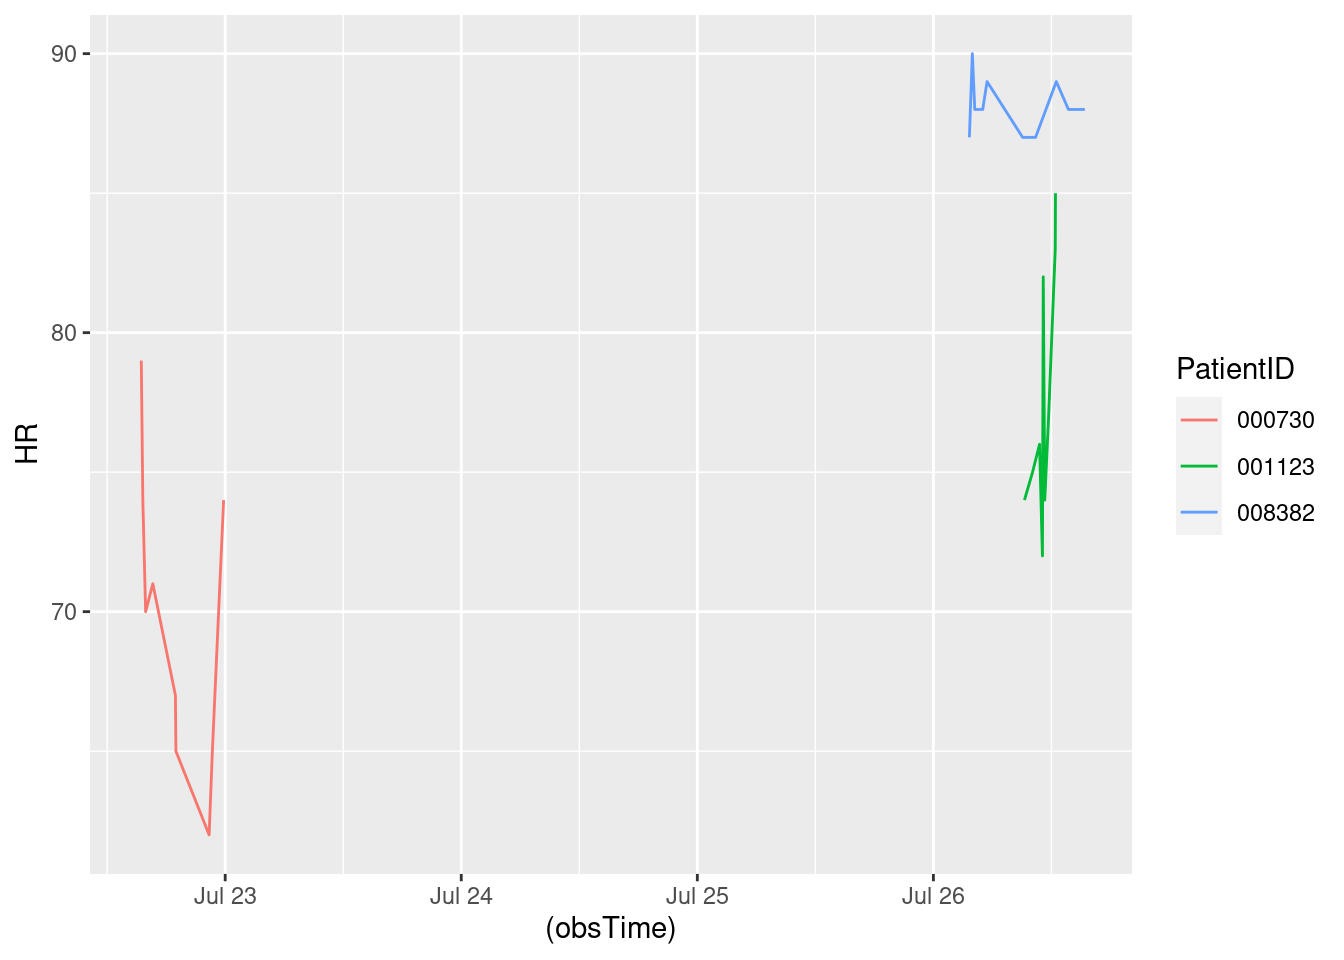 90
80
70
HR
Jul 23
Jul 24
Jul 25
Jul 26
(obsTime)
PatientID
000730
001123
008382